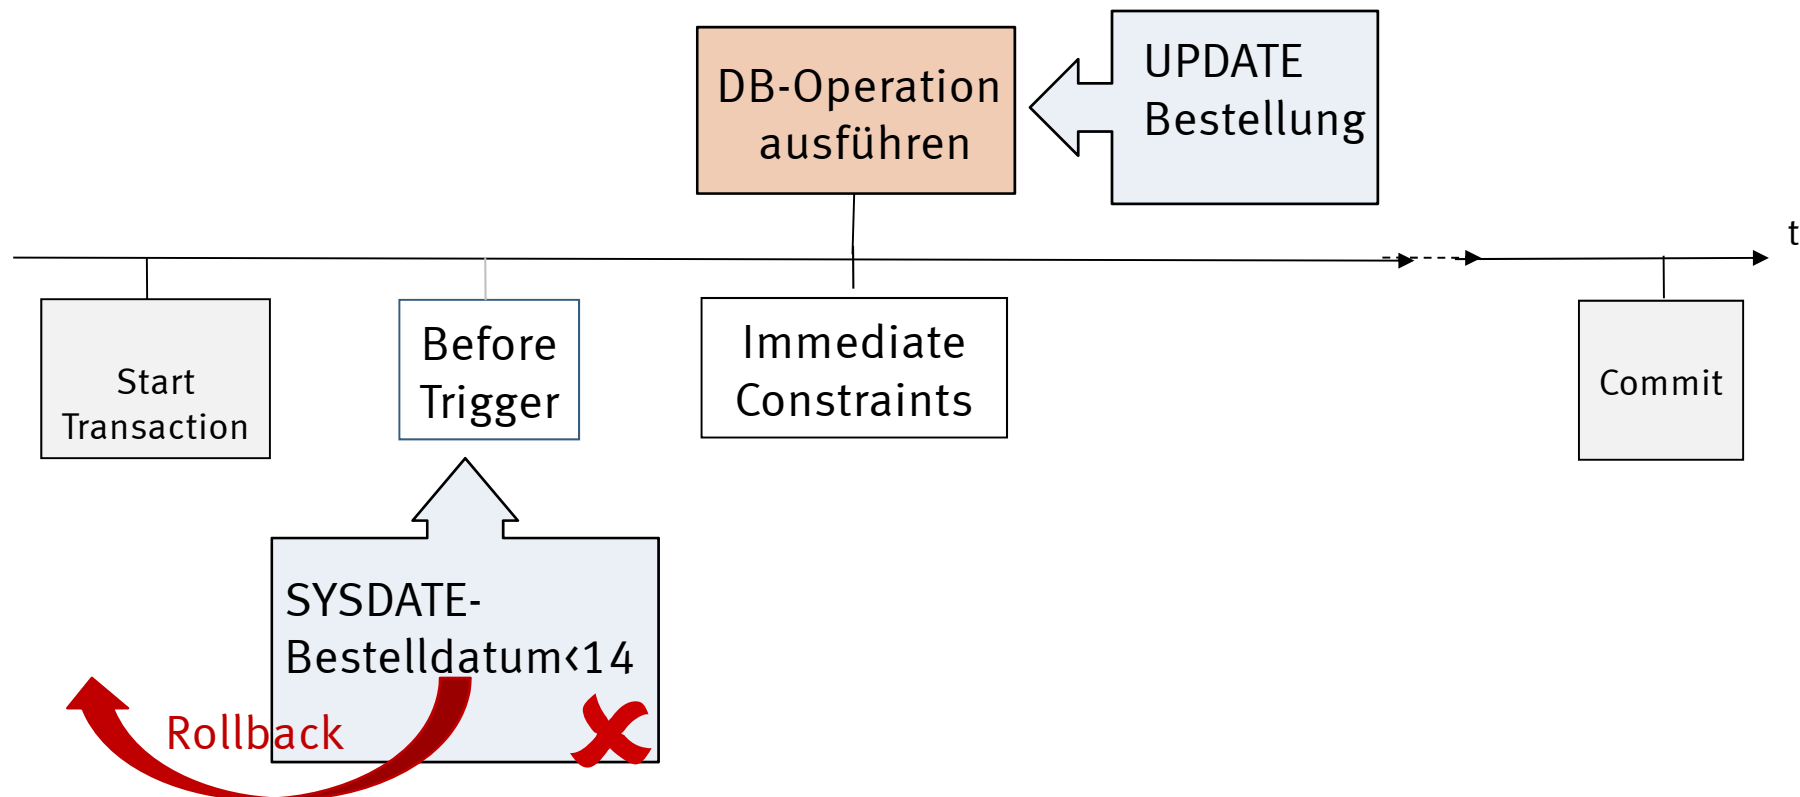 DB-Operation
ausführen
UPDATE
Bestellung
t
Start
Transaction
Before
Trigger
Immediate
Constraints
Commit
SYSDATE-
Bestelldatum<14
Rollback